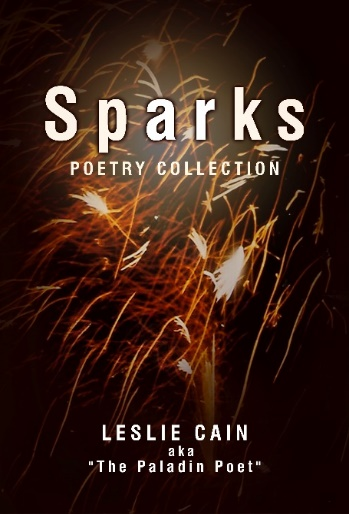 Sparks
POETRY COLLECTION
LESLIE CAIN
aka
"The Paladin Poet"